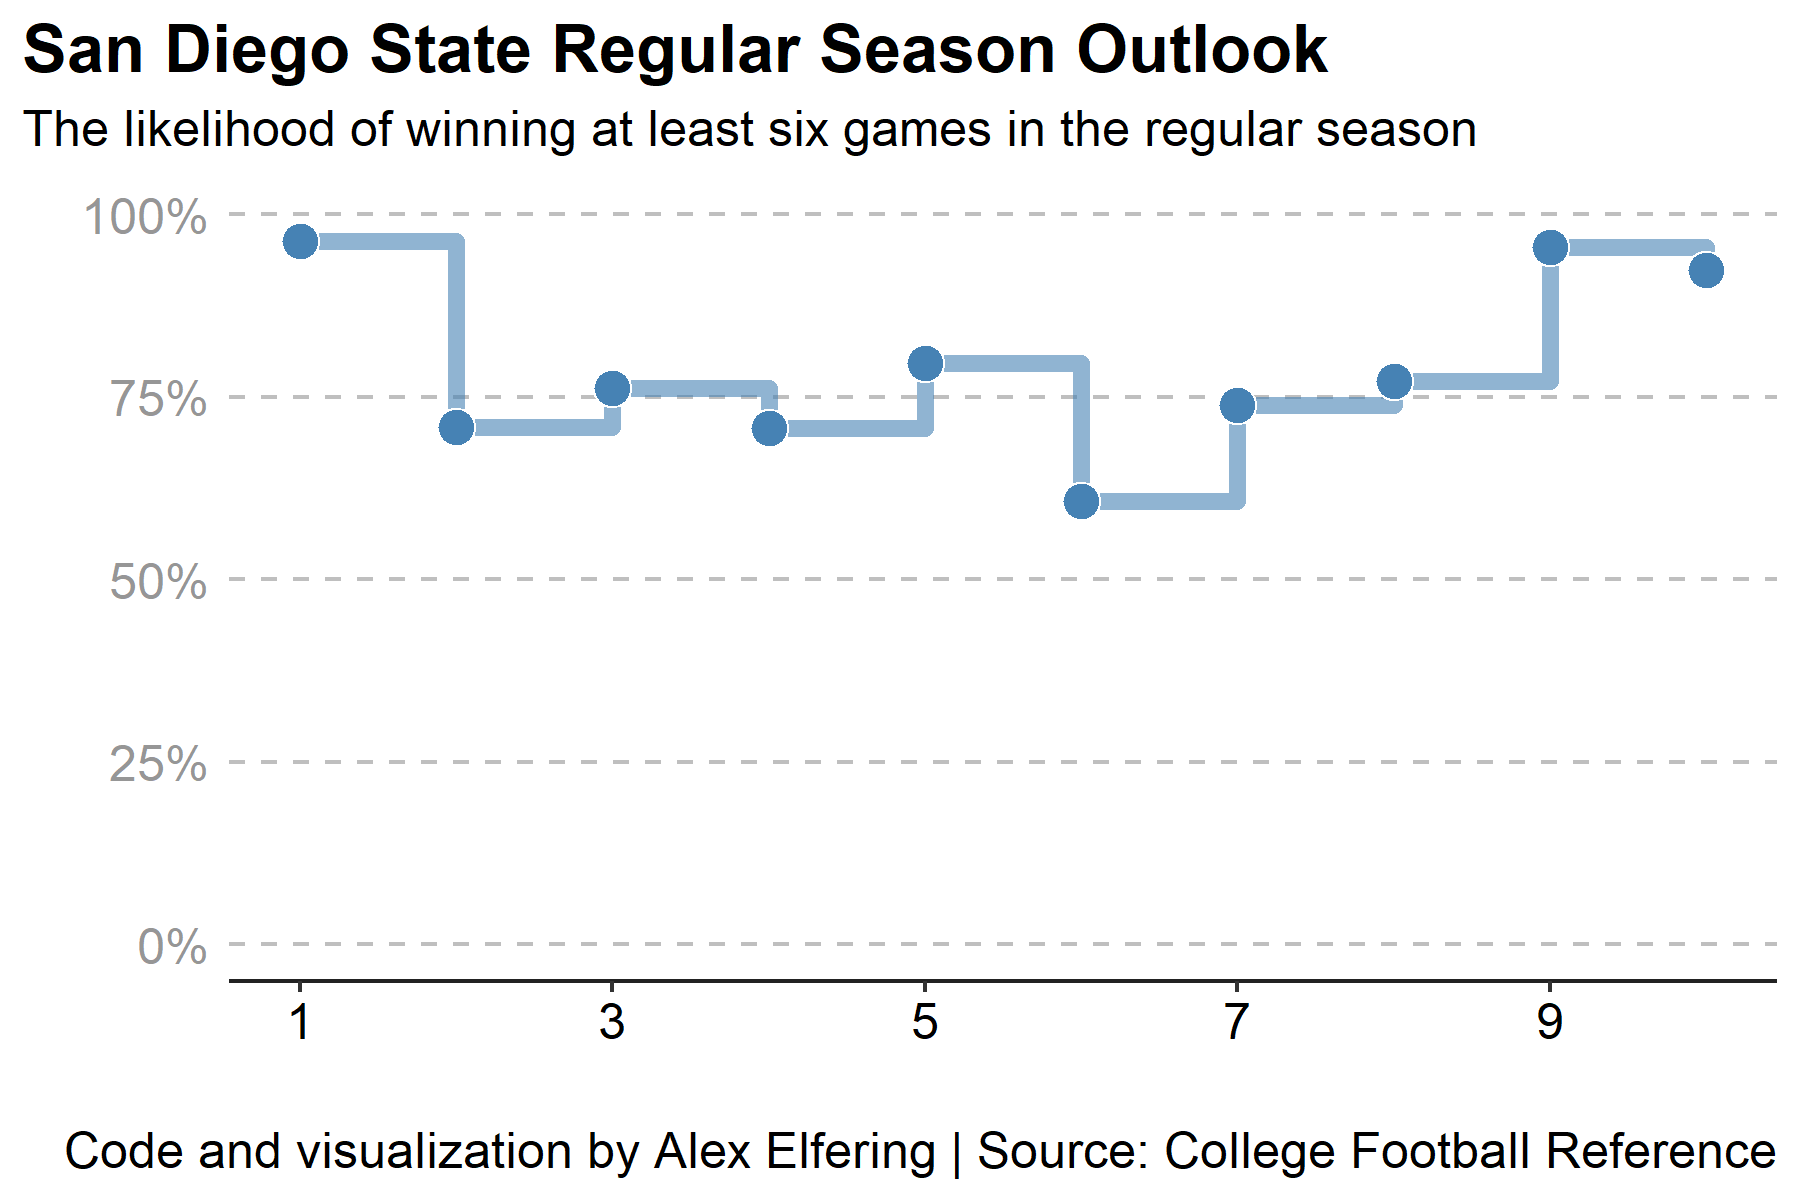 San Diego State Regular Season Outlook
The likelihood of winning at least six games in the regular season
100%
75%
50%
25%
0%
1 3 5 7 9
Code and visualization by Alex Elfering | Source: College Football Reference